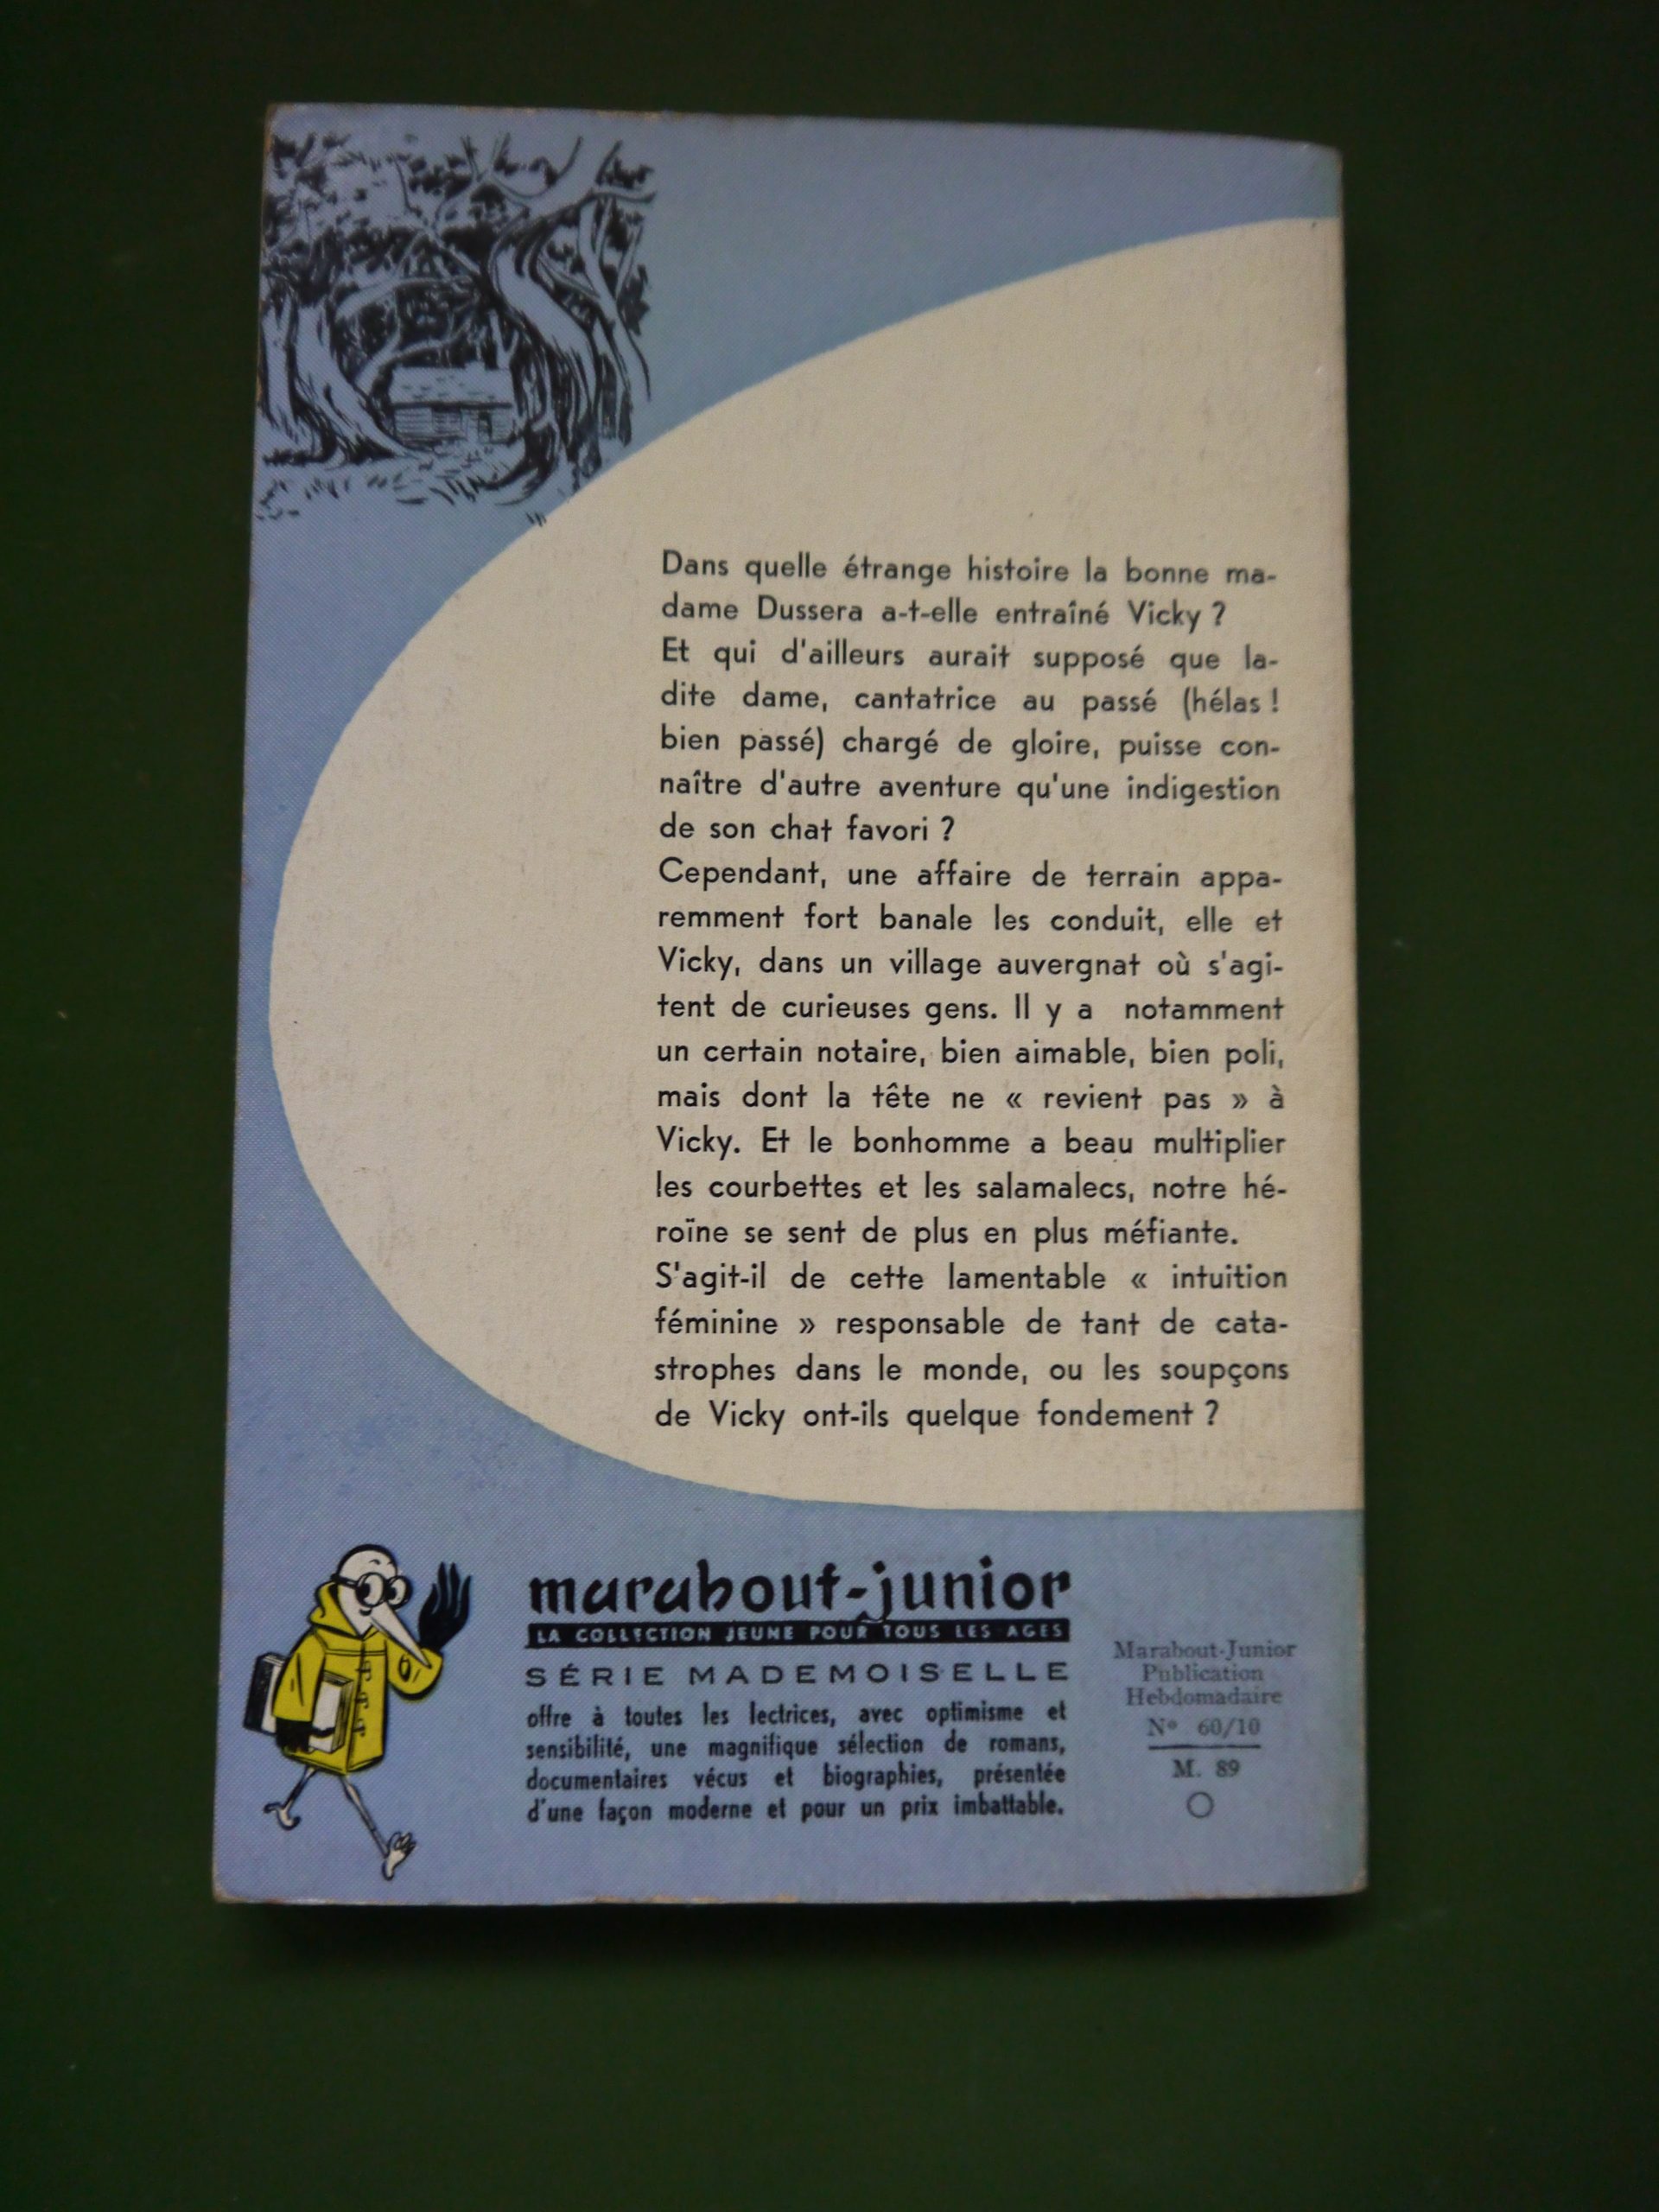 Dans quelle étrange histoire la bonne ma-
dame Dussera a-t-elle entraîné Vicky ?
Et qui d'ailleurs aurait supposé que la-
dite dame, cantatrice au passé (hélas !
bien passé) chargé de gloire, puisse con-
naître d'autre aventure qu'une indigestion
de son chat favori ?
Cependant, une affaire de terrain appa-
remment fort banale les conduit, elle et
Vicky, dans un village auvergnat où s'agi-
tent de curieuses gens. Il y a notamment
un certain notaire, bien aimable, bien poli,
mais dont la tête ne « revient pas » à
Vicky. Et le bonhomme a beau multiplier
les courbettes et les salamalecs, notre hé-
roïne se sent de plus en plus méfiante.
S'agit-il de cette lamentable « intuition
féminine » responsable de tant de cata-
strophes dans le monde, ou les soupçons
de Vicky ont-ils quelque fondement ?
marabout-junior
LA COLLECTION JEUNE POUR TOUS LES AGES
SÉRIE MADEMOISELLE
offre à toutes les lectrices, avec optimisme et
sensibilité, une magnifique sélection de romans,
documentaires vécus et biographies, présentée
d'une façon moderne et pour un prix imbattable.
Marabout-Junior
Publication
Hebdomadaire
N° 60/10
M. 89